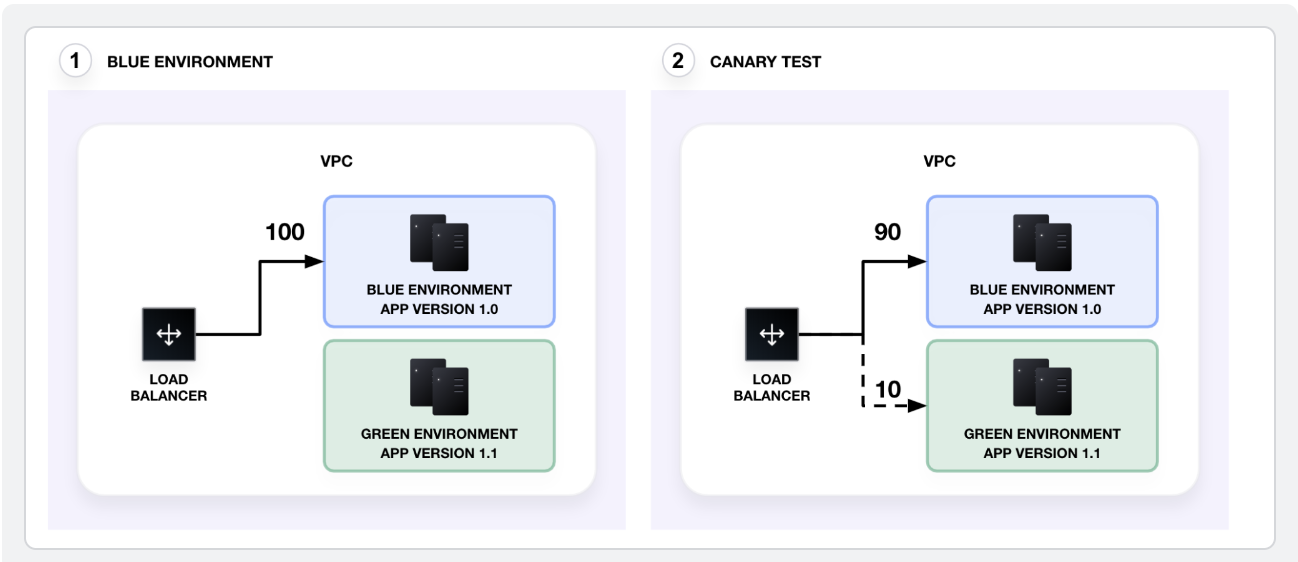 1 BLUE ENVIRONMENT
VPC
100
BLUE ENVIRONMENT
APP VERSION 1.0
LOAD
BALANCER
GREEN ENVIRONMENT
APP VERSION 1.1
2 CANARY TEST
VPC
90
BLUE ENVIRONMENT
APP VERSION 1.0
LOAD
BALANCER
10
GREEN ENVIRONMENT
APP VERSION 1.1